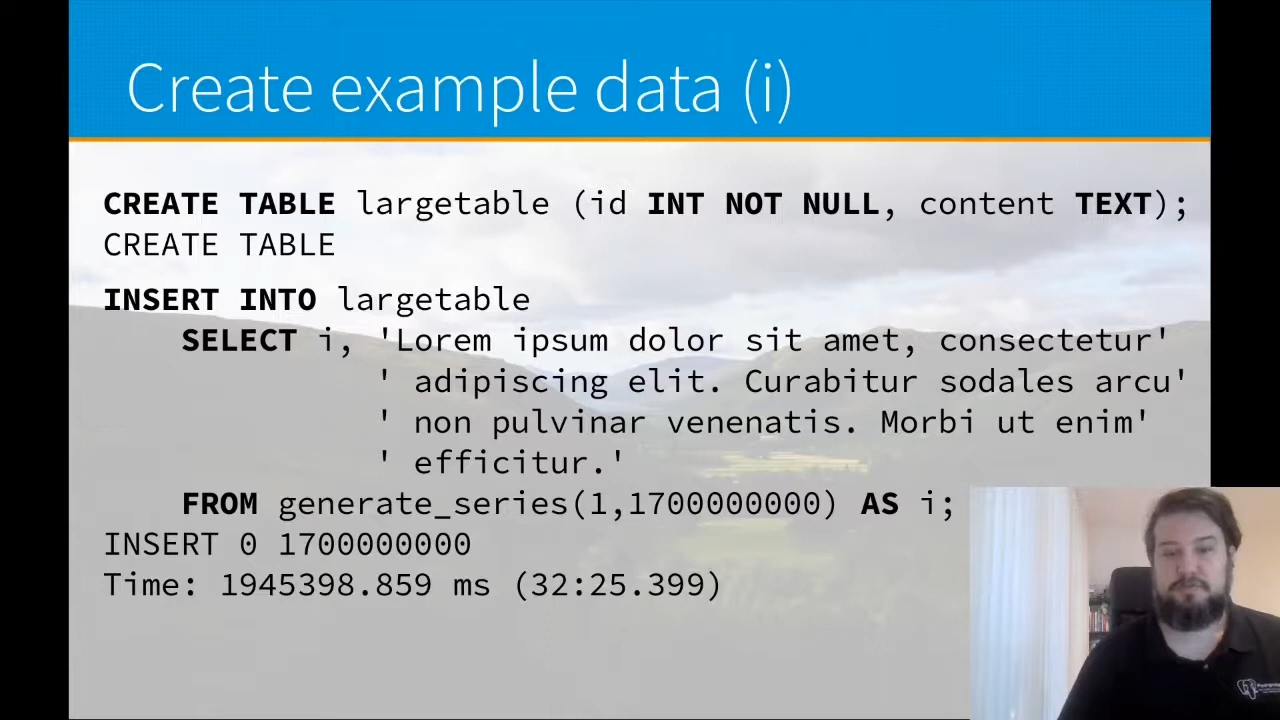 Create example data (i)
CREATE TABLE largetable (id INT NOT NULL, content TEXT);
CREATE TABLE
INSERT INTO largetable
SELECT i, 'Lorem ipsum dolor sit amet, consectetur'
' adipiscing elit. Curabitur sodales arcu'
' non pulvinar venenatis. Morbi ut enim'
' efficitur.'
FROM generate_series(1,1700000000) AS i;
INSERT 0 1700000000
Time: 1945398.859 ms (32:25.399)